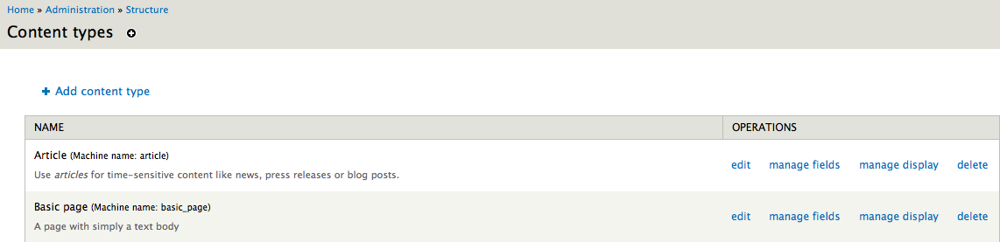 Home » Administration » Structure
Content types
Add content type
NAME OPERATIONS
Article (Machine name: article)
Use articles for time-sensitive content like news, press releases or blog posts.
edit manage fields manage display delete
Basic page (Machine name: basic_page)
A page with simply a text body
edit manage fields manage display delete